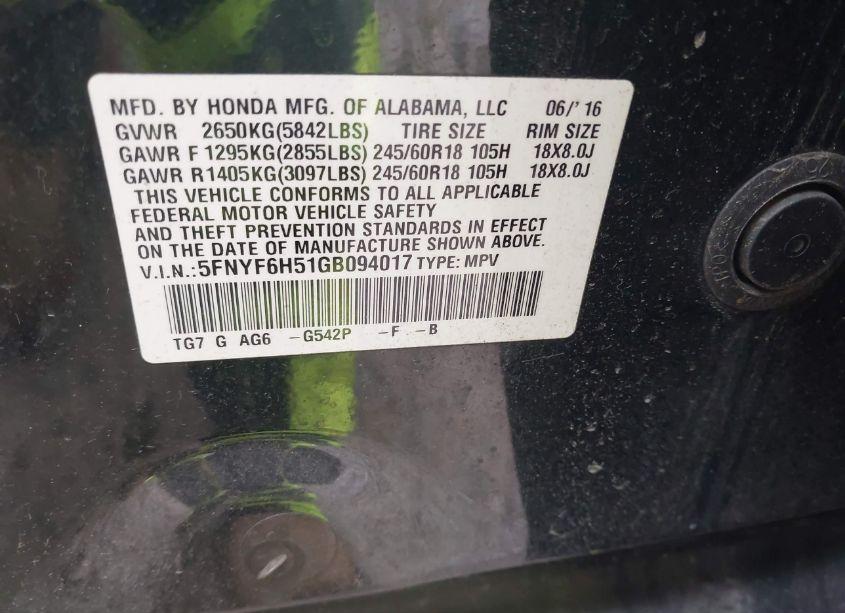 MFD. BY HONDA MFG. OF ALABAMA, LLC 06/'16
GVWR 2650KG(5842LBS) TIRE SIZE RIM SIZE
GAWR F 1295KG(2855LBS) 245/60R18 105H 18X8.0J
GAWR R 1405KG(3097LBS) 245/60R18 105H 18X8.0J
THIS VEHICLE CONFORMS TO ALL APPLICABLE
FEDERAL MOTOR VEHICLE SAFETY
AND THEFT PREVENTION STANDARDS IN EFFECT
ON THE DATE OF MANUFACTURE SHOWN ABOVE.
V.I.N.:5FNYF6H51GB094017 TYPE: MPV
TG7 G AG6 -G542P -F -B